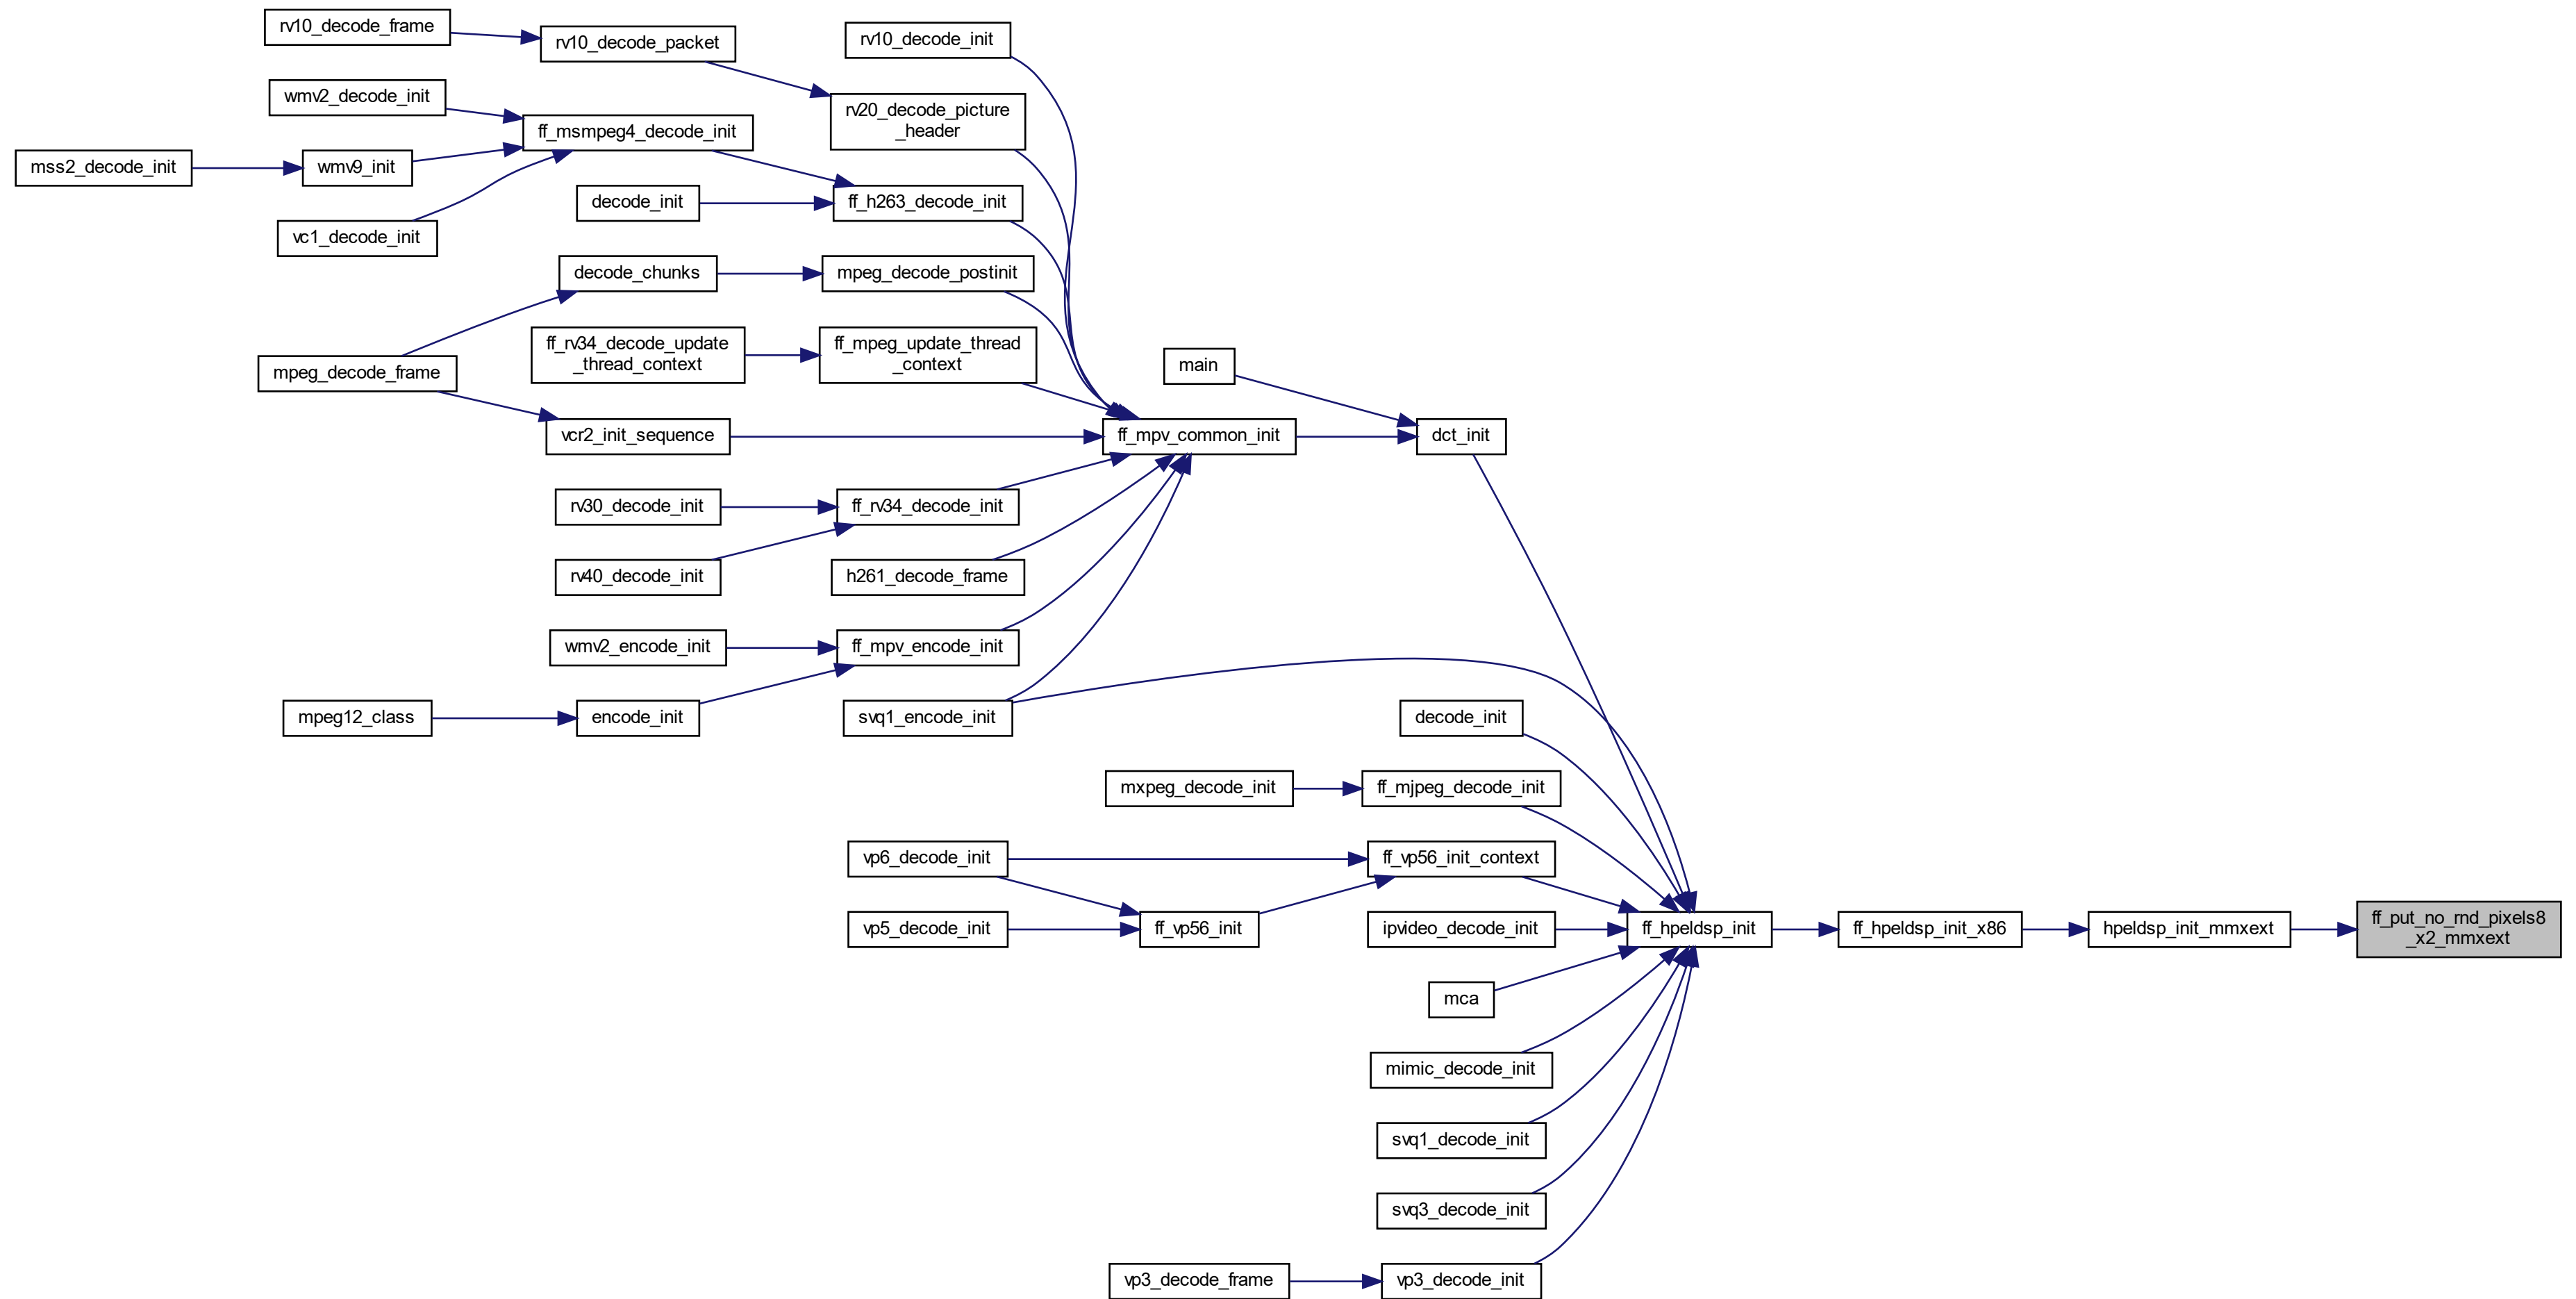 rv10_decode_frame
rv10_decode_packet
rv10_decode_init
wmv2_decode_init
rv20_decode_picture
_header
ff_msmpeg4_decode_init
mss2_decode_init
wmv9_init
decode_init
ff_h263_decode_init
vc1_decode_init
decode_chunks
mpeg_decode_postinit
ff_rv34_decode_update
_thread_context
ff_mpeg_update_thread
_context
main
mpeg_decode_frame
vcr2_init_sequence
ff_mpv_common_init
dct_init
rv30_decode_init
ff_rv34_decode_init
rv40_decode_init
h261_decode_frame
wmv2_encode_init
ff_mpv_encode_init
mpeg12_class
encode_init
svq1_encode_init
decode_init
mxpeg_decode_init
ff_mjpeg_decode_init
vp6_decode_init
ff_vp56_init_context
vp5_decode_init
ff_vp56_init
ipvideo_decode_init
ff_hpeldsp_init
ff_hpeldsp_init_x86
hpeldsp_init_mmxext
ff_put_no_rnd_pixels8
_x2_mmxext
mca
mimic_decode_init
svq1_decode_init
svq3_decode_init
vp3_decode_frame
vp3_decode_init